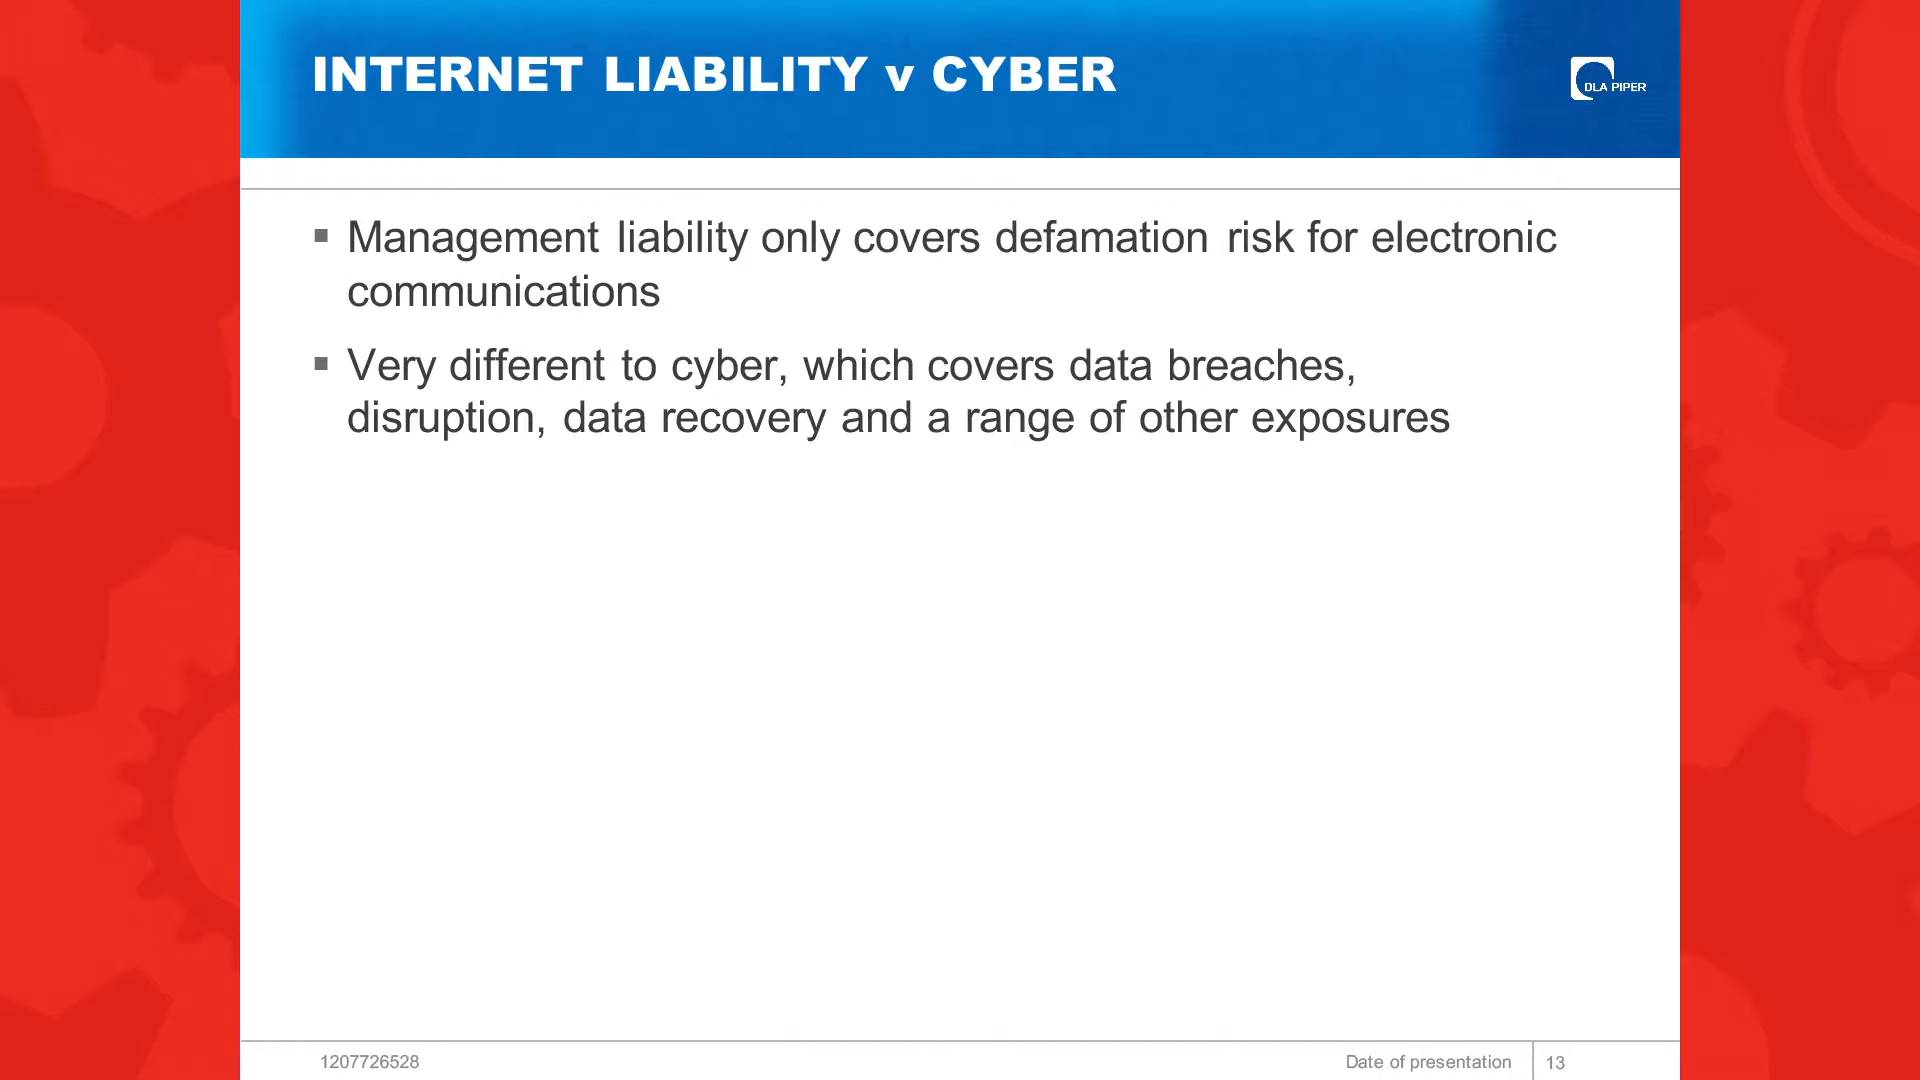 INTERNET LIABILITY v CYBER
DLA PIPER
▪ Management liability only covers defamation risk for electronic
communications
▪ Very different to cyber, which covers data breaches,
disruption, data recovery and a range of other exposures
1207726528
Date of presentation
13